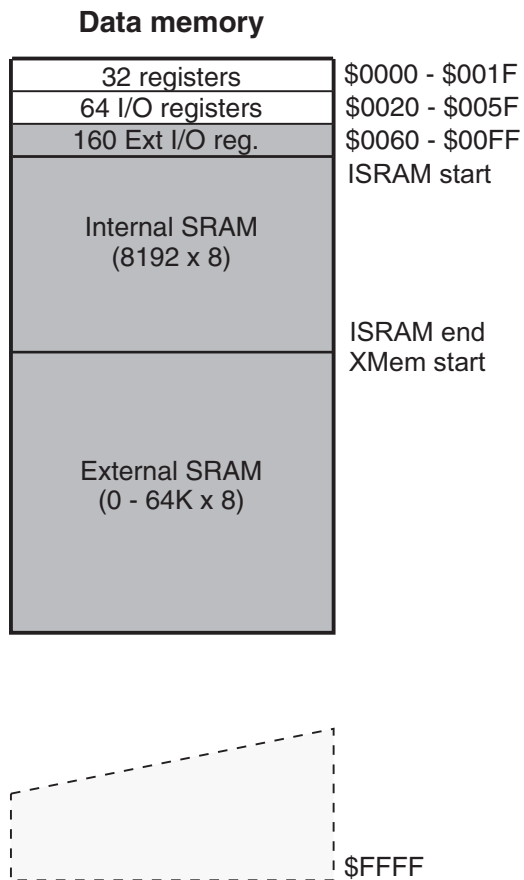 Data memory
32 registers
$0000 - $001F
64 I/O registers
$0020 - $005F
160 Ext I/O reg.
$0060 - $00FF
ISRAM start
Internal SRAM
(8192 x 8)
ISRAM end
XMem start
External SRAM
(0 - 64K x 8)
$FFFF